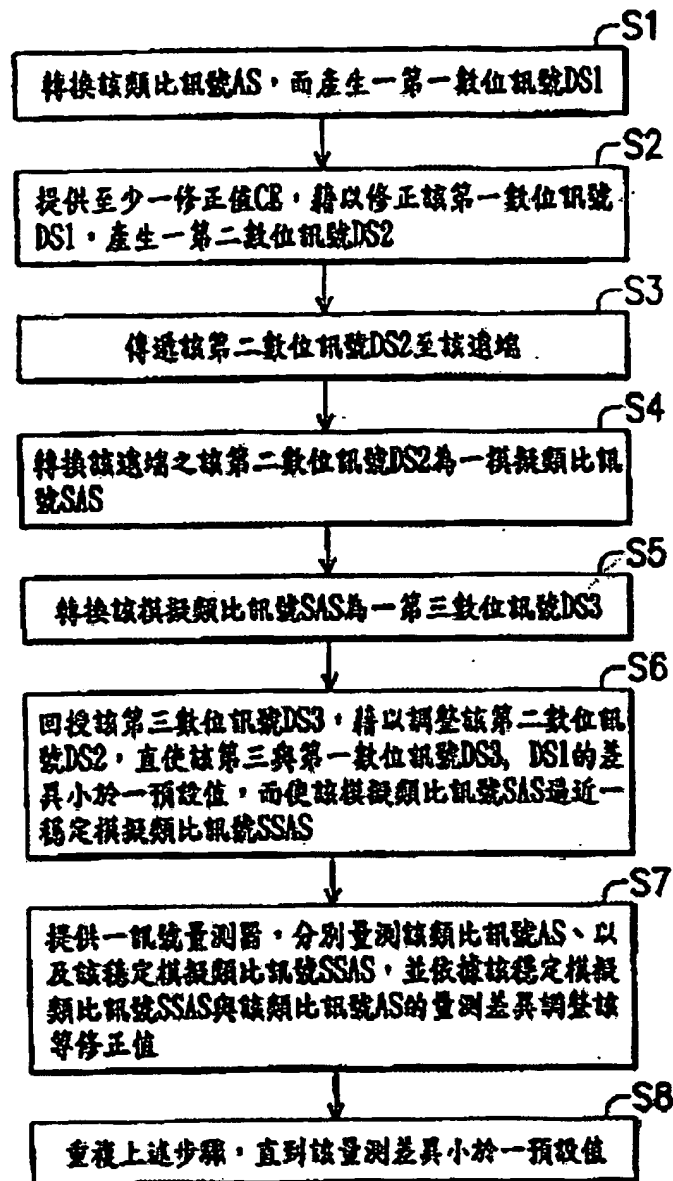 S1
轉換該類比訊號AS，而產生一第一數位訊號DS1
S2
提供至少一修正值CE，藉以修正該第一數位訊號
DS1，產生一第二數位訊號DS2
S3
傳遞該第二數位訊號DS2至該遠端
S4
轉換該遠端之該第二數位訊號DS2為一模擬類比訊
號SAS
S5
轉換該模擬類比訊號SAS為一第三數位訊號DS3
S6
回授該第三數位訊號DS3，藉以調整該第二數位訊
號DS2，直使該第三與第一數位訊號DS3, DS1的差
異小於一預設值，而使該模擬類比訊號SAS逼近一
穩定模擬類比訊號SSAS
S7
提供一訊號量測器，分別量測該類比訊號AS、以
及該穩定模擬類比訊號SSAS，並依據該穩定模擬
類比訊號SSAS與該類比訊號AS的量測差異調整該
等修正值
S8
重複上述步驟，直到該量測差異小於一預設值